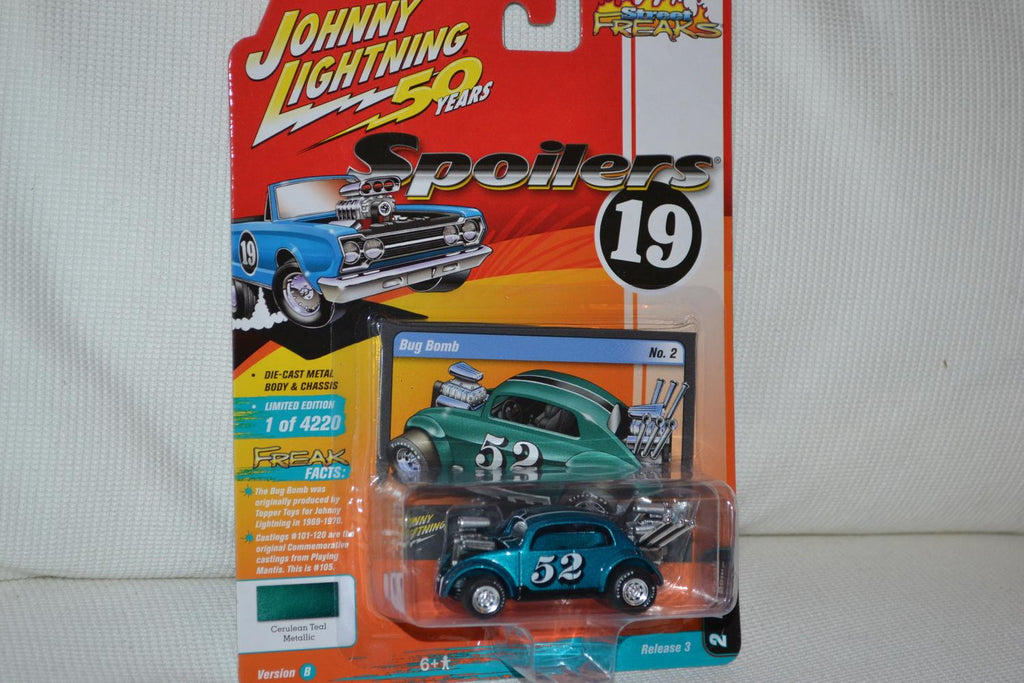 JOHNNY
LIGHTNING
50
YEARS
Street
FREAKS
Spoilers
19
19
Bug Bomb
No. 2
• DIE-CAST METAL
BODY & CHASSIS
• LIMITED EDITION
1 of 4220
FREAK
FACTS:
The Bug Bomb was
originally produced by
Topper Toys for Johnny
Lightning in 1969-1970.
Castings #101-120 are the
original Commemorative
castings from Playing
Mantis. This is #105.
52
52
Cerulean Teal
Metallic
Version B
6+
Release 3
2